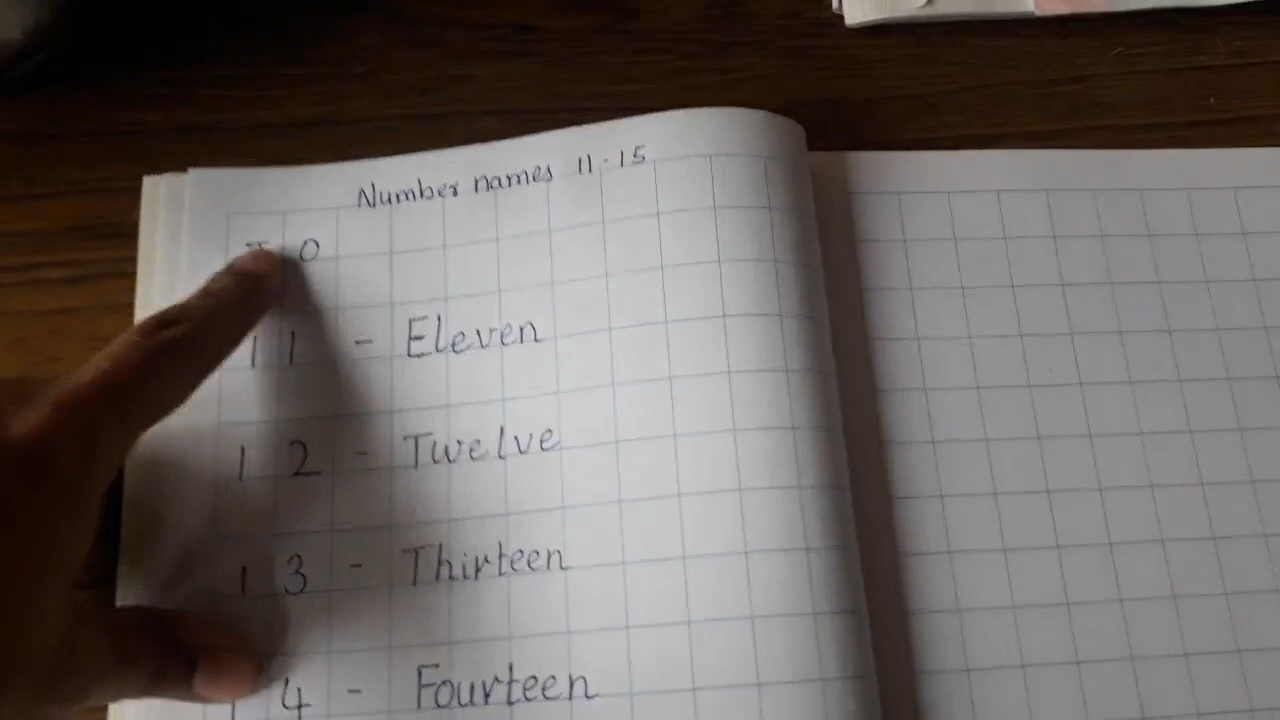 Number names 11-15
T O
11 - Eleven
12 - Twelve
13 - Thirteen
14 - Fourteen